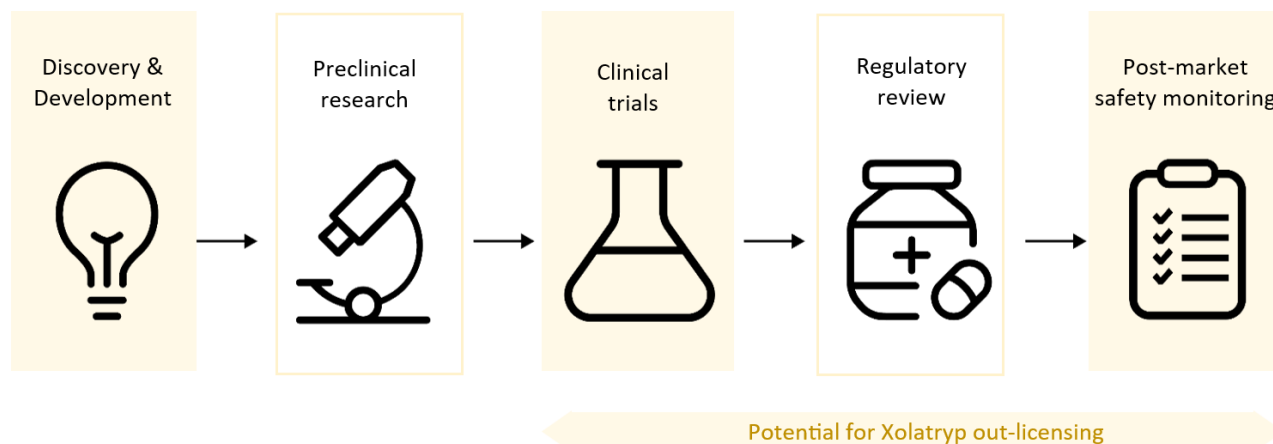 Discovery &
Development
Preclinical
research
Clinical
trials
Regulatory
review
Post-market
safety monitoring
Potential for Xolatryp out-licensing